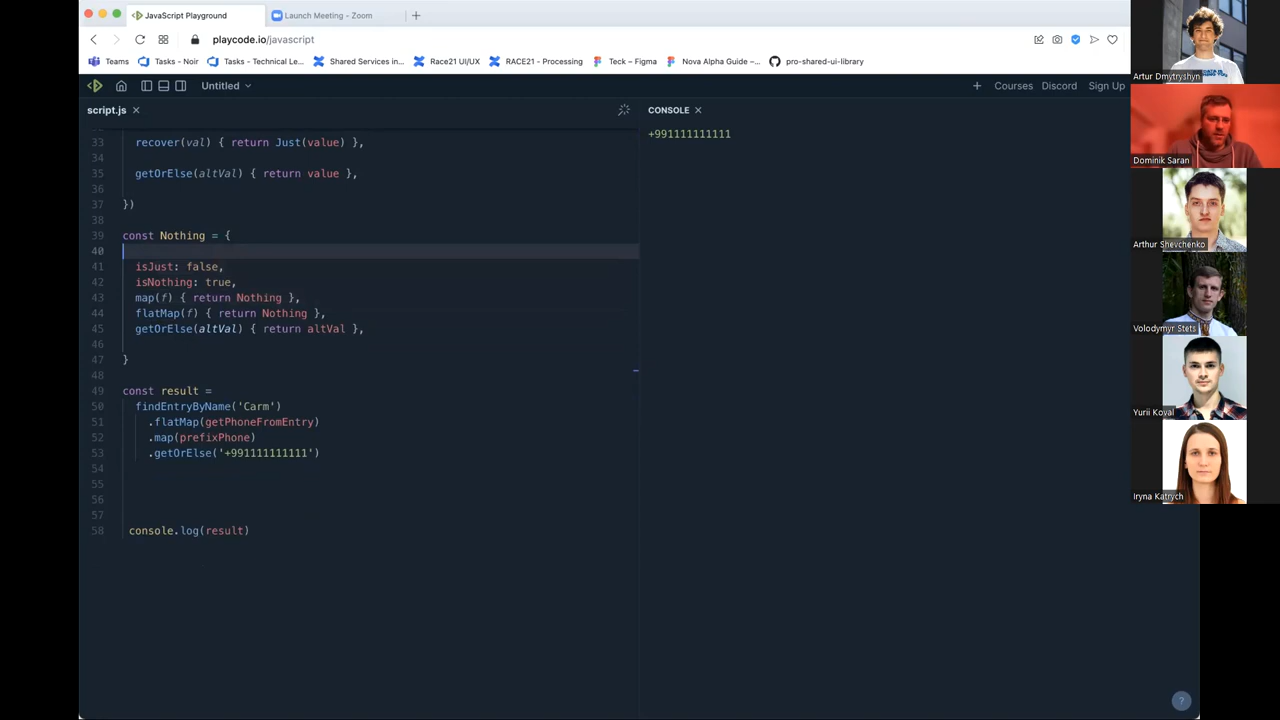 JavaScript Playground
Launch Meeting - Zoom
playcode.io/javascript
Teams
Tasks - Noir
Tasks - Technical Le...
Shared Services in...
Race21 UI/UX
RACE21 - Processing
Teck – Figma
Nova Alpha Guide –...
pro-shared-ui-library
Untitled
Courses
Discord
Sign Up
script.js
CONSOLE
+991111111111
33 recover(val) { return Just(value) },
34
35 getOrElse(altVal) { return value },
36
37 })
38
39 const Nothing = {
40
41 isJust: false,
42 isNothing: true,
43 map(f) { return Nothing },
44 flatMap(f) { return Nothing },
45 getOrElse(altVal) { return altVal },
46
47 }
48
49 const result =
50 findEntryByName('Carm')
51 .flatMap(getPhoneFromEntry)
52 .map(prefixPhone)
53 .getOrElse('+991111111111')
54
55
56
57
58 console.log(result)
?
Artur Dmytryshyn
Dominik Saran
Arthur Shevchenko
Volodymyr Stets
Yurii Koval
Iryna Katrych